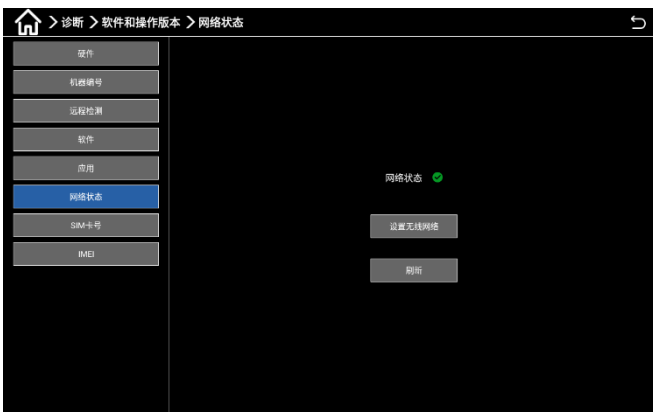 诊断 软件和操作版本 网络状态
硬件
机器编号
远程检测
软件
应用
网络状态
SIM卡号
IMEI
网络状态
设置无线网络
刷新